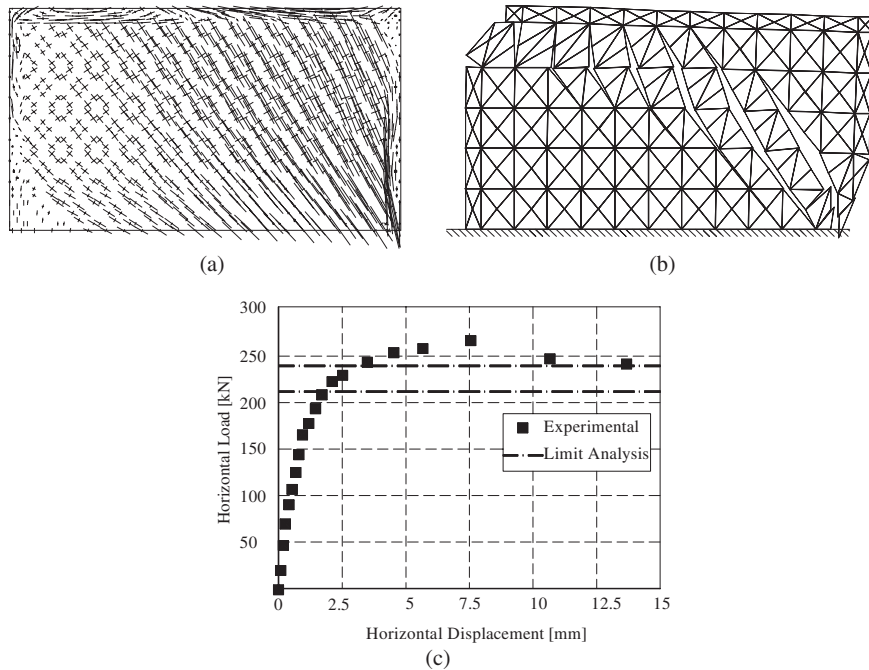 (a)
(b)
300
250
200
150
100
50
0
2.5
5
7.5
10
12.5
15
Horizontal Load [kN]
Experimental
Limit Analysis
Horizontal Displacement [mm]
(c)